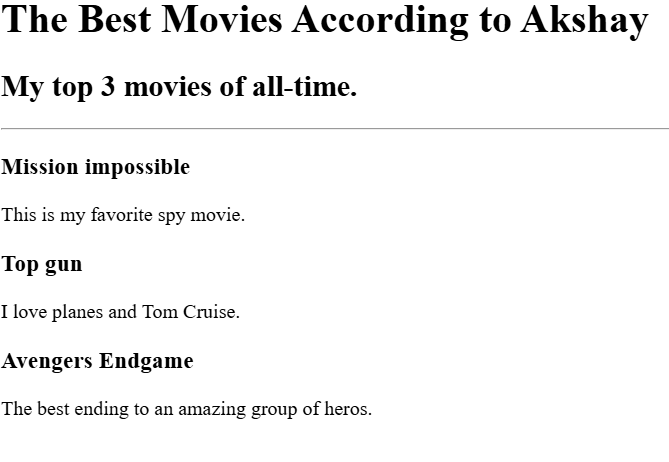 The Best Movies According to Akshay
My top 3 movies of all-time.
Mission impossible
This is my favorite spy movie.
Top gun
I love planes and Tom Cruise.
Avengers Endgame
The best ending to an amazing group of heros.